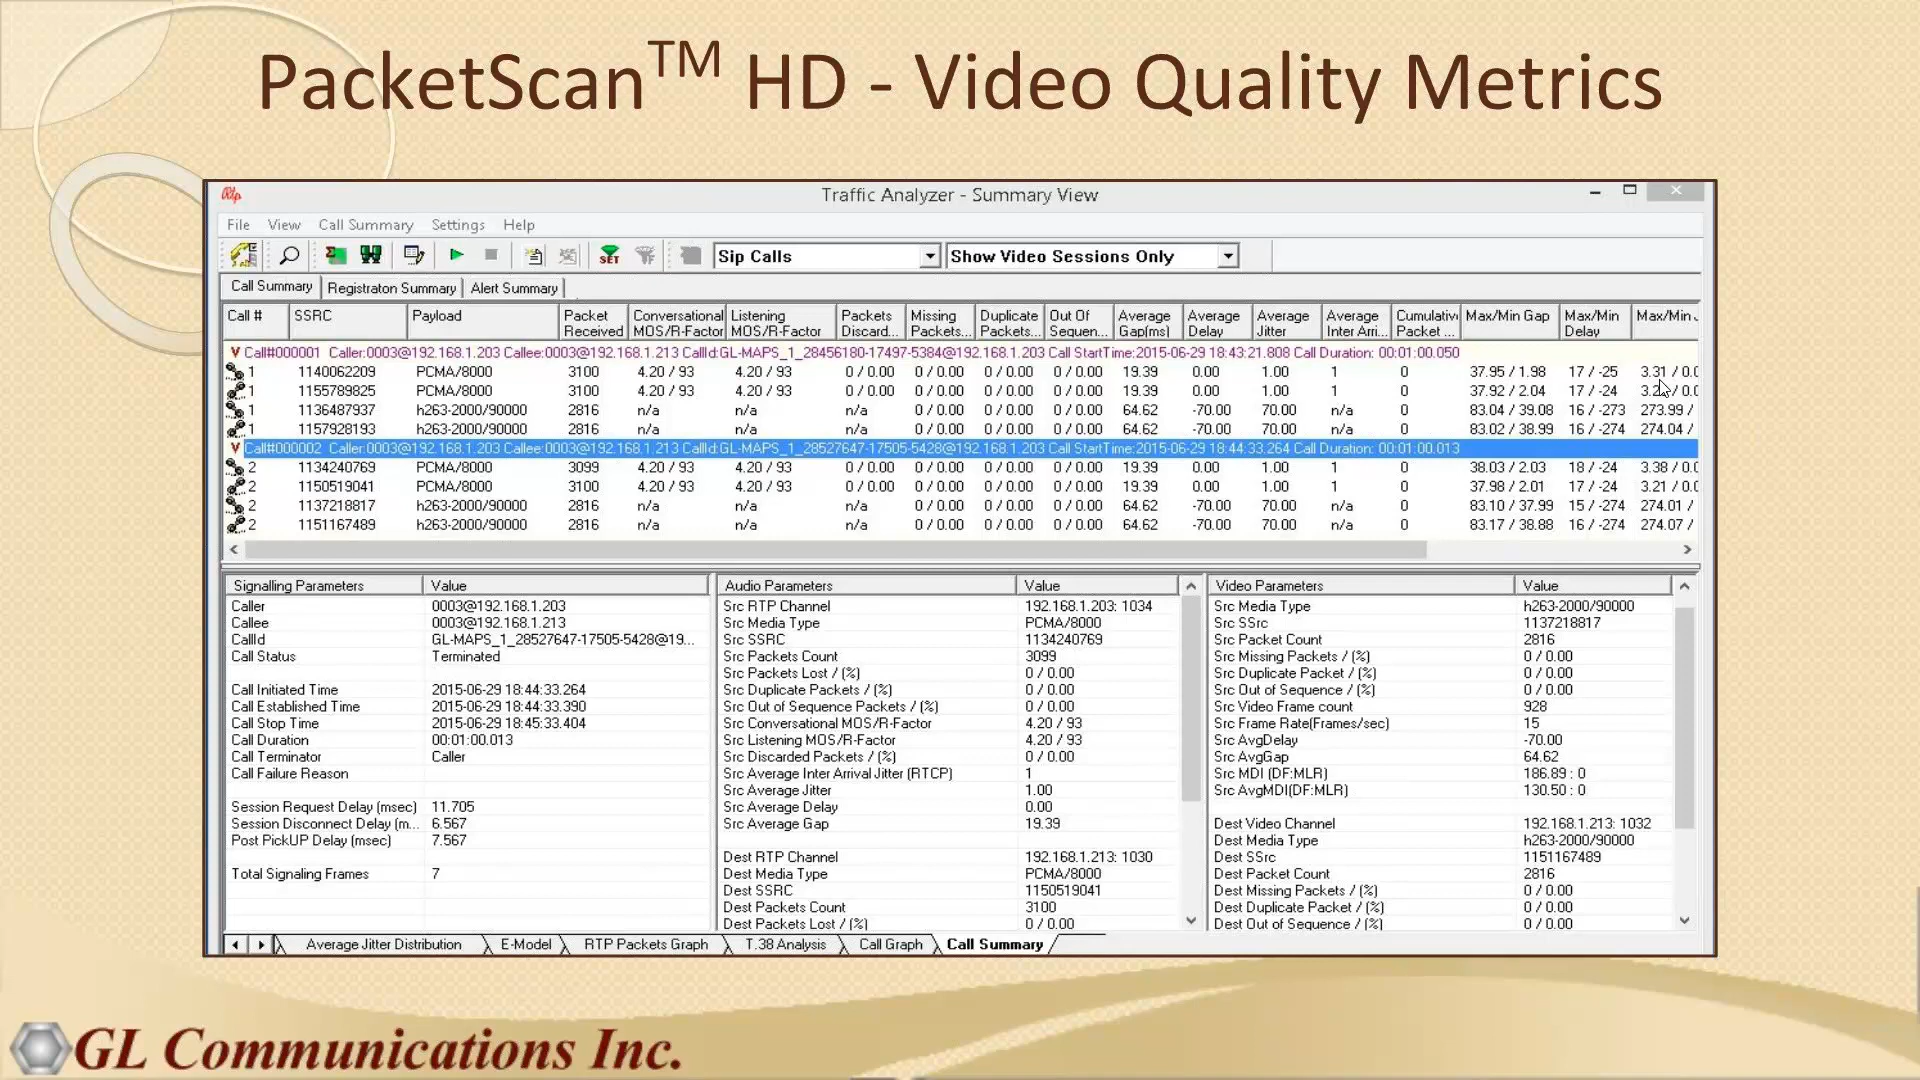 PacketScan™ HD - Video Quality Metrics
Traffic Analyzer - Summary View
File View Call Summary Settings Help
SET Sip Calls Show Video Sessions Only
Call Summary Registraton Summary Alert Summary
Call # SSRC Payload Packet Received Conversational MOS/R-Factor Listening MOS/R-Factor Packets Discard... Missing Packets... Duplicate Packets... Out Of Sequen... Average Gap(ms) Average Delay Average Jitter Average Inter Arri... Cumulativ Packet ... Max/Min Gap Max/Min Delay Max/Min
Call#000001 Caller:0003@192.168.1.203 Callee:0003@192.168.1.213 CallId:GL-MAPS_1_28456180-17497-5384@192.168.1.203 Call StartTime:2015-06-29 18:43:21.808 Call Duration: 00:01:00.050
1 1140062209 PCMA/8000 3100 4.20 / 93 4.20 / 93 0 / 0.00 0 / 0.00 0 / 0.00 0 / 0.00 19.39 0.00 1.00 1 0 37.95 / 1.98 17 / -25 3.31 / 0.0
1 1155789825 PCMA/8000 3100 4.20 / 93 4.20 / 93 0 / 0.00 0 / 0.00 0 / 0.00 0 / 0.00 19.39 0.00 1.00 1 0 37.92 / 2.04 17 / -24 / 0.0
1 1136487937 h263-2000/90000 2816 n/a n/a n/a 0 / 0.00 0 / 0.00 0 / 0.00 64.62 -70.00 70.00 n/a 0 83.04 / 39.08 16 / -273 273.99 /
1 1157928193 h263-2000/90000 2816 n/a n/a n/a 0 / 0.00 0 / 0.00 0 / 0.00 64.62 -70.00 70.00 n/a 0 83.02 / 38.99 16 / -274 274.04 /
Call#000002 Caller:0003@192.168.1.203 Callee:0003@192.168.1.213 CallId:GL-MAPS_1_28527647-17505-5428@192.168.1.203 Call StartTime:2015-06-29 18:44:33.264 Call Duration: 00:01:00.013
2 1134240769 PCMA/8000 3099 4.20 / 93 4.20 / 93 0 / 0.00 0 / 0.00 0 / 0.00 0 / 0.00 19.39 0.00 1.00 1 0 38.03 / 2.03 18 / -24 3.38 / 0.0
2 1150519041 PCMA/8000 3100 4.20 / 93 4.20 / 93 0 / 0.00 0 / 0.00 0 / 0.00 0 / 0.00 19.39 0.00 1.00 1 0 37.98 / 2.01 17 / -24 3.21 / 0.0
2 1137218817 h263-2000/90000 2816 n/a n/a n/a 0 / 0.00 0 / 0.00 0 / 0.00 64.62 -70.00 70.00 n/a 0 83.10 / 37.99 15 / -274 274.01 /
2 1151167489 h263-2000/90000 2816 n/a n/a n/a 0 / 0.00 0 / 0.00 0 / 0.00 64.62 -70.00 70.00 n/a 0 83.17 / 38.88 16 / -274 274.07 /
Signalling Parameters Value
Caller 0003@192.168.1.203
Callee 0003@192.168.1.213
CallId GL-MAPS_1_28527647-17505-5428@19...
Call Status Terminated
Call Initiated Time 2015-06-29 18:44:33.264
Call Established Time 2015-06-29 18:44:33.390
Call Stop Time 2015-06-29 18:45:33.404
Call Duration 00:01:00.013
Call Terminator Caller
Call Failure Reason
Session Request Delay (msec) 11.705
Session Disconnect Delay (m... 6.567
Post PickUP Delay (msec) 7.567
Total Signaling Frames 7
Audio Parameters Value
Src RTP Channel 192.168.1.203: 1034
Src Media Type PCMA/8000
Src SSRC 1134240769
Src Packets Count 3099
Src Packets Lost / (%) 0 / 0.00
Src Duplicate Packets / (%) 0 / 0.00
Src Out of Sequence Packets / (%) 0 / 0.00
Src Conversational MOS/R-Factor 4.20 / 93
Src Listening MOS/R-Factor 4.20 / 93
Src Discarded Packets / (%) 0 / 0.00
Src Average Inter Arrival Jitter (RTCP) 1
Src Average Jitter 1.00
Src Average Delay 0.00
Src Average Gap 19.39
Dest RTP Channel 192.168.1.213: 1030
Dest Media Type PCMA/8000
Dest SSRC 1150519041
Dest Packets Count 3100
Dest Packets Lost / (%) 0 / 0.00
Video Parameters Value
Src Media Type h263-2000/90000
Src SSrc 1137218817
Src Packet Count 2816
Src Missing Packets / (%) 0 / 0.00
Src Duplicate Packet / (%) 0 / 0.00
Src Out of Sequence / (%) 0 / 0.00
Src Video Frame count 928
Src Frame Rate(Frames/sec) 15
Src AvgDelay -70.00
Src AvgGap 64.62
Src MDI (DF:MLR) 186.89 : 0
Src AvgMDI(DF:MLR) 130.50 : 0
Dest Video Channel 192.168.1.213: 1032
Dest Media Type h263-2000/90000
Dest SSrc 1151167489
Dest Packet Count 2816
Dest Missing Packets / (%) 0 / 0.00
Dest Duplicate Packet / (%) 0 / 0.00
Dest Out of Sequence / (%) 0 / 0.00
Average Jitter Distribution E-Model RTP Packets Graph T.38 Analysis Call Graph Call Summary
GL Communications Inc.